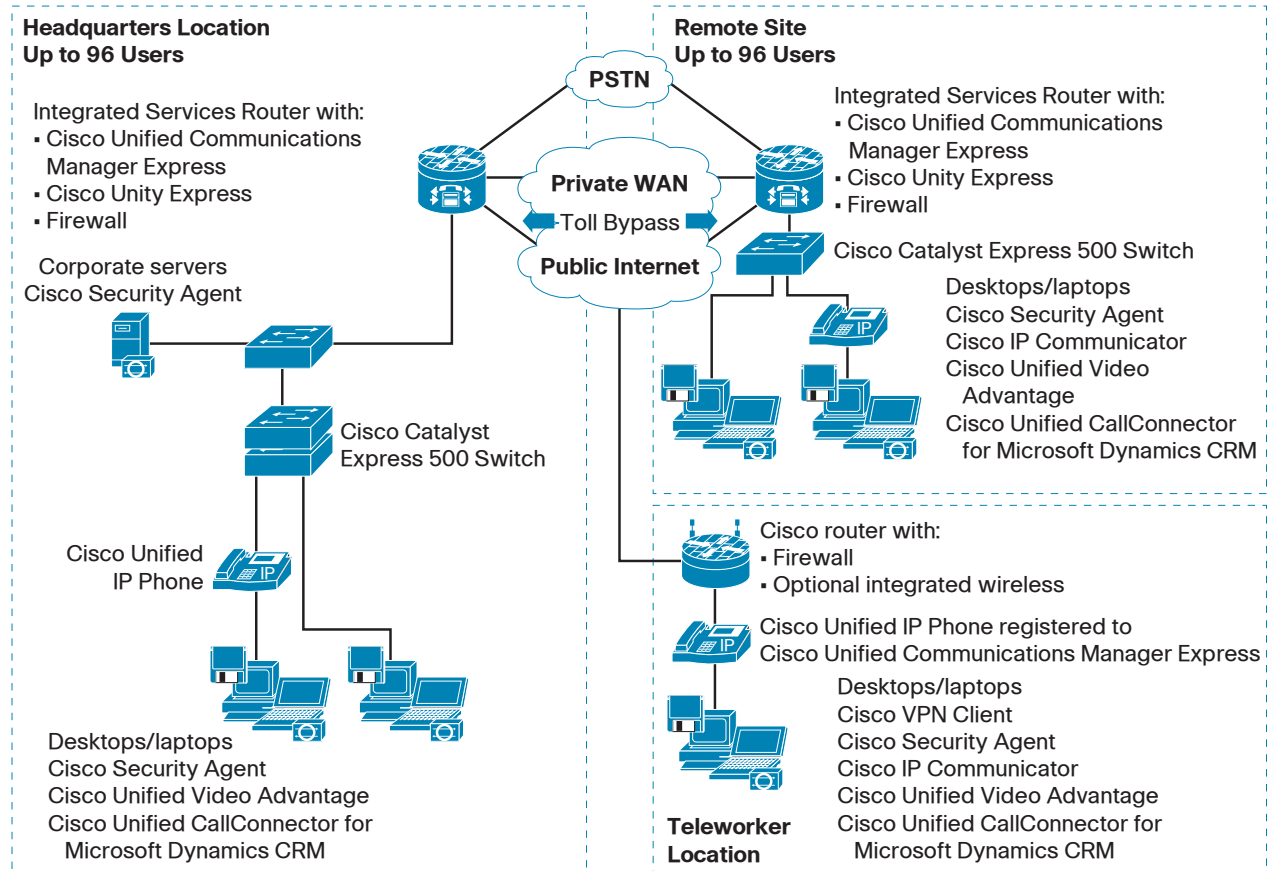 Headquarters Location
Up to 96 Users
Integrated Services Router with:
▪ Cisco Unified Communications
Manager Express
▪ Cisco Unity Express
▪ Firewall
Corporate servers
Cisco Security Agent
Cisco Catalyst
Express 500 Switch
Cisco Unified
IP Phone
IP
Desktops/laptops
Cisco Security Agent
Cisco Unified Video Advantage
Cisco Unified CallConnector for
Microsoft Dynamics CRM
PSTN
Private WAN
Toll Bypass
Public Internet
Remote Site
Up to 96 Users
Integrated Services Router with:
▪ Cisco Unified Communications
Manager Express
▪ Cisco Unity Express
▪ Firewall
Cisco Catalyst Express 500 Switch
IP
Desktops/laptops
Cisco Security Agent
Cisco IP Communicator
Cisco Unified Video
Advantage
Cisco Unified CallConnector
for Microsoft Dynamics CRM
Cisco router with:
▪ Firewall
▪ Optional integrated wireless
IP
Cisco Unified IP Phone registered to
Cisco Unified Communications Manager Express
Desktops/laptops
Cisco VPN Client
Cisco Security Agent
Cisco IP Communicator
Cisco Unified Video Advantage
Cisco Unified CallConnector for
Microsoft Dynamics CRM
Teleworker
Location